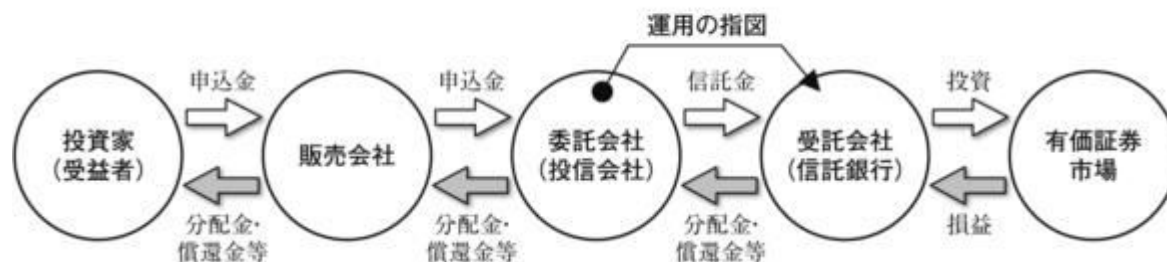 運用の指図
申込金
申込金
信託金
投資
投資家
(受益者)
販売会社
委託会社
(投信会社)
受託会社
(信託銀行)
有価証券
市場
分配金・
償還金等
分配金・
償還金等
分配金・
償還金等
損益